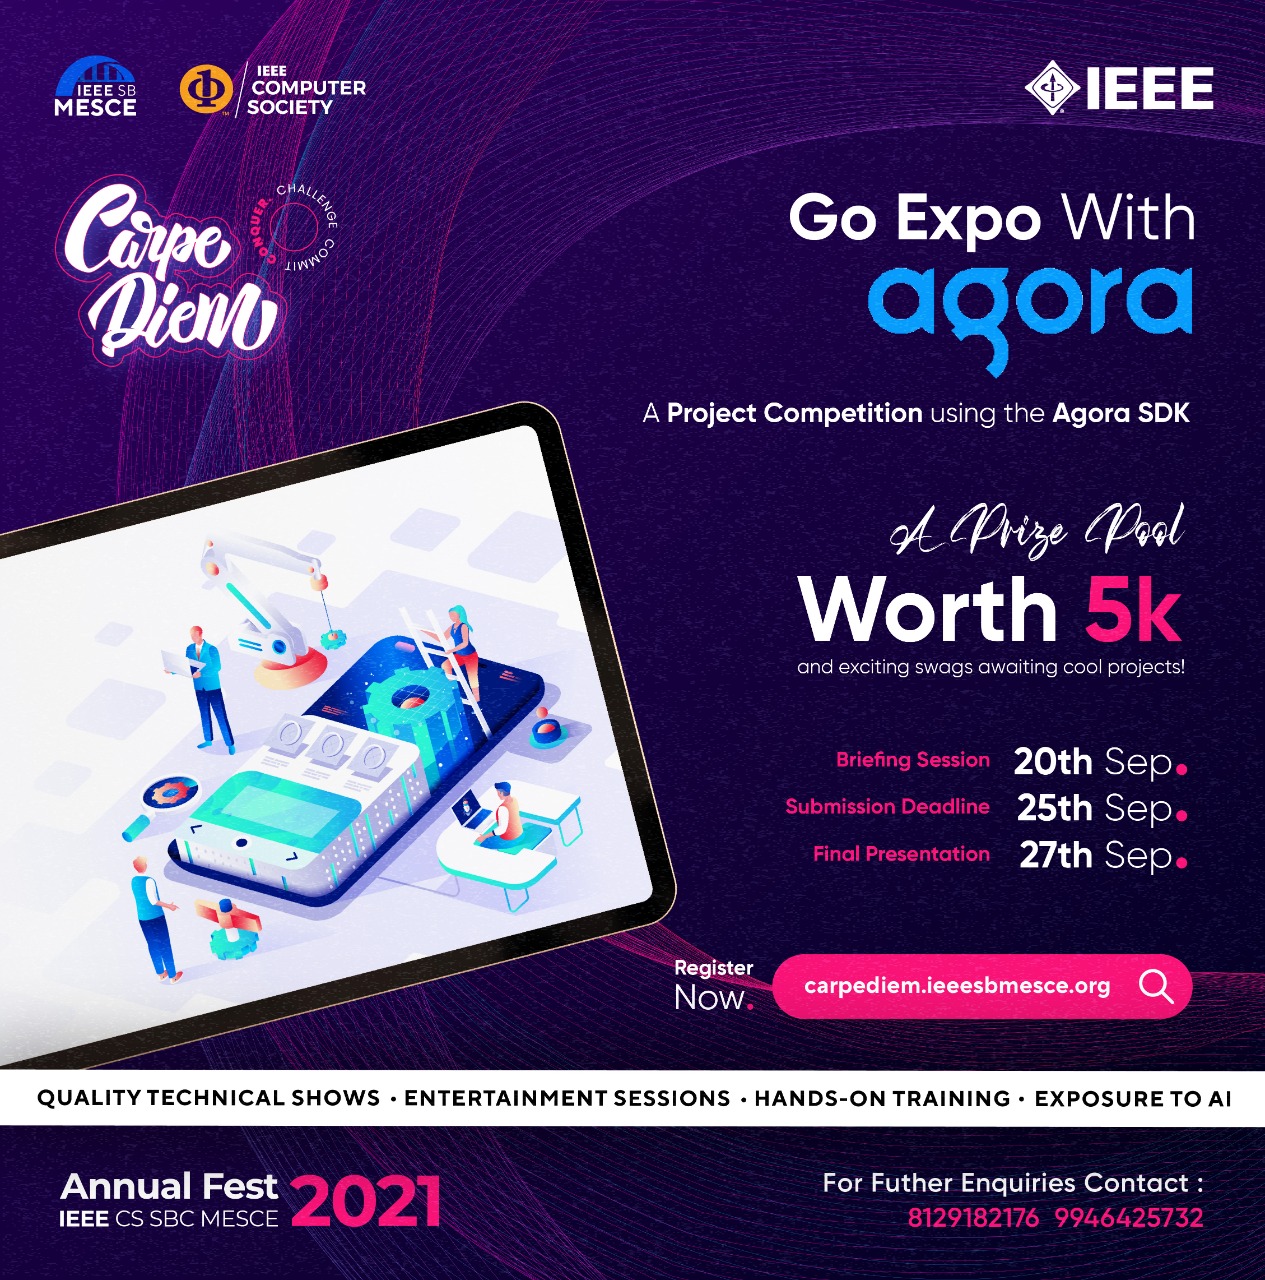 IEEE SB
MESCE
IEEE
COMPUTER
SOCIETY
IEEE
Carpe
Diem
CONQUER. CHALLENGE COMMIT
Go Expo With
agora
A Project Competition using the Agora SDK
A Prize Pool
Worth 5k
and exciting swags awaiting cool projects!
Briefing Session 20th Sep.
Submission Deadline 25th Sep.
Final Presentation 27th Sep.
Register
Now.
carpediem.ieeesbmesce.org
QUALITY TECHNICAL SHOWS • ENTERTAINMENT SESSIONS • HANDS-ON TRAINING • EXPOSURE TO AI
Annual Fest
IEEE CS SBC MESCE
2021
For Futher Enquiries Contact :
8129182176 9946425732